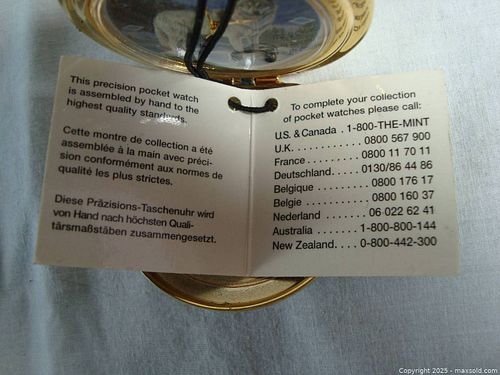 This precision pocket watch
is assembled by hand to the
highest quality standards.
Cette montre de collection a été
assemblée à la main avec préci-
sion conformément aux normes de
qualité les plus strictes.
Diese Präzisions-Taschenuhr wird
von Hand nach höchsten Quali-
tätsmaßstäben zusammengesetzt.
To complete your collection
of pocket watches please call:
U.S. & Canada . 1-800-THE-MINT
U.K. . . . . . . . . . . . . 0800 567 900
France . . . . . . . . . 0800 11 70 11
Deutschland. . . . 0130/86 44 86
Belgique . . . . . . . . . 0800 176 17
Belgie . . . . . . . . . . . 0800 160 37
Nederland . . . . . . . 06 022 62 41
Australia . . . . . . . 1-800-800-144
New Zealand. . . . 0-800-442-300
Copyright 2025 - maxsold.com